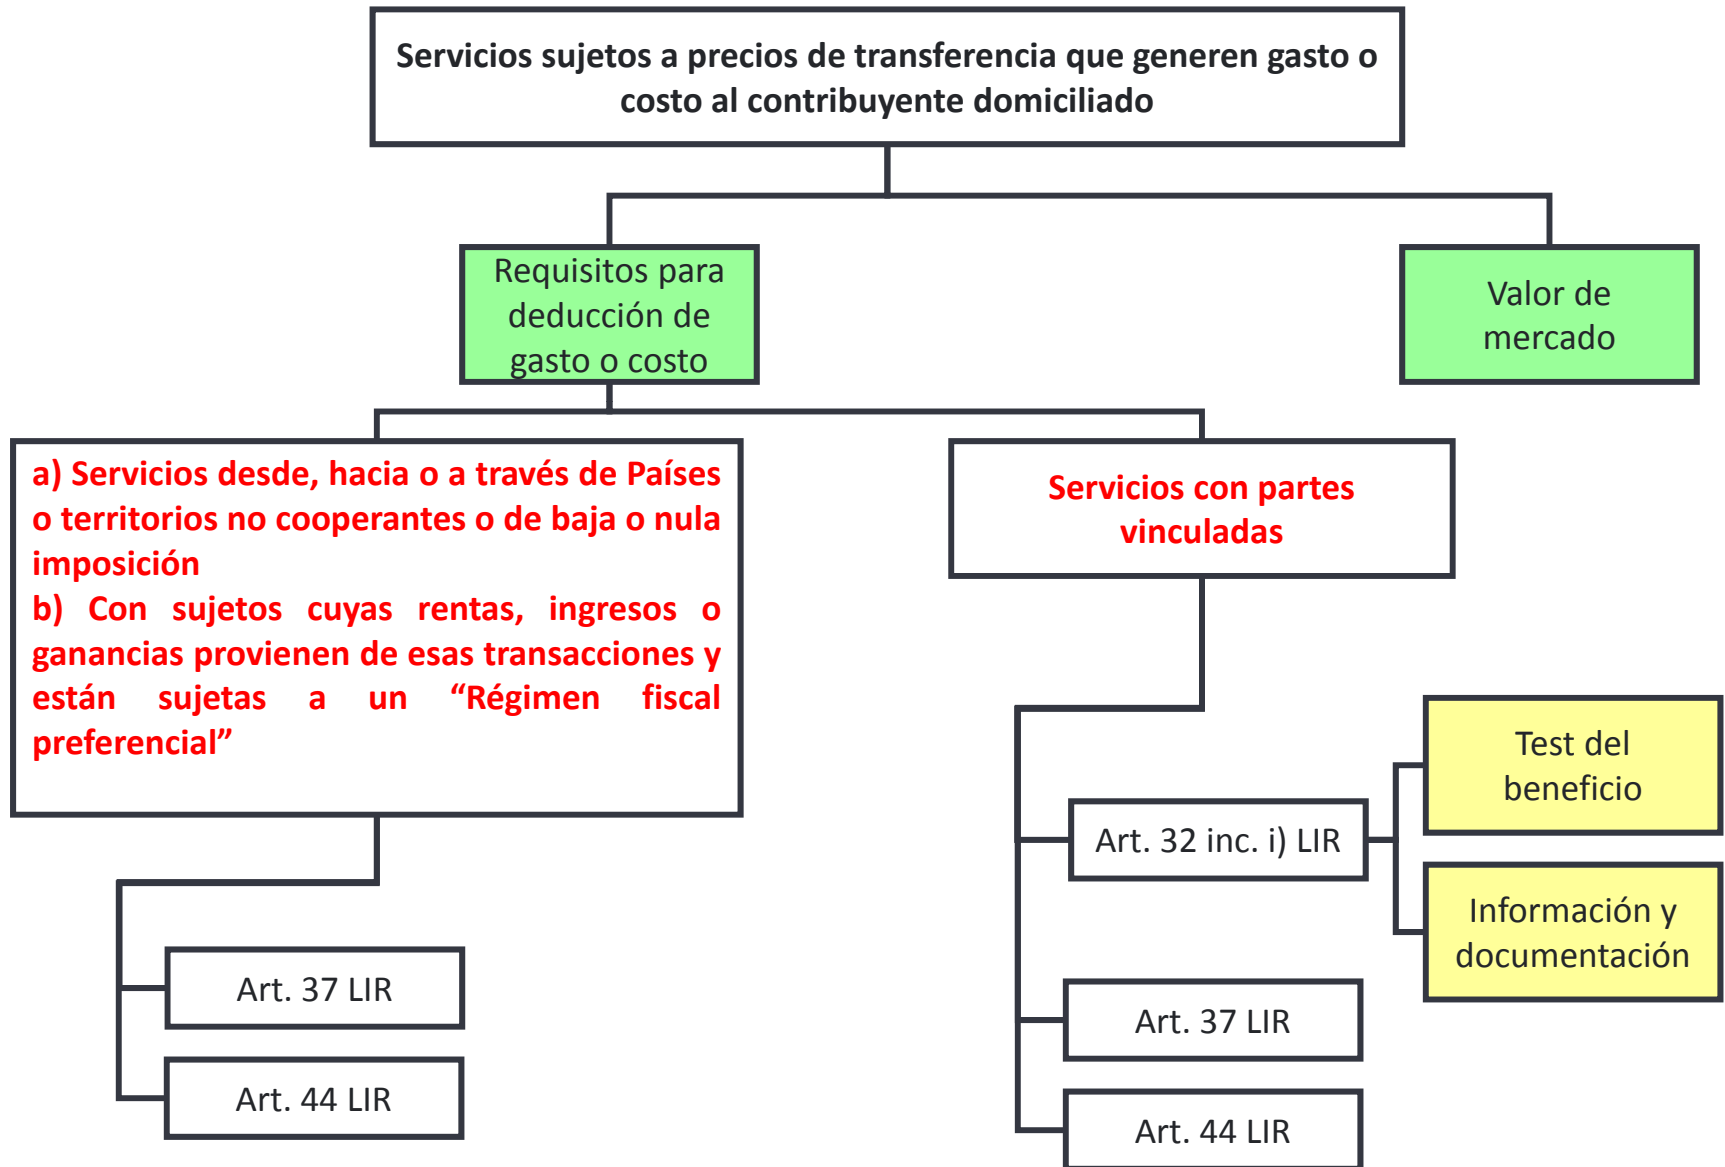 Servicios sujetos a precios de transferencia que generen gasto o
costo al contribuyente domiciliado
Requisitos para
deducción de
gasto o costo
Valor de
mercado
a) Servicios desde, hacia o a través de Países
o territorios no cooperantes o de baja o nula
imposición
b) Con sujetos cuyas rentas, ingresos o
ganancias provienen de esas transacciones y
están sujetas a un “Régimen fiscal
preferencial”
Servicios con partes
vinculadas
Test del
beneficio
Art. 32 inc. i) LIR
Información y
documentación
Art. 37 LIR
Art. 44 LIR
Art. 37 LIR
Art. 44 LIR